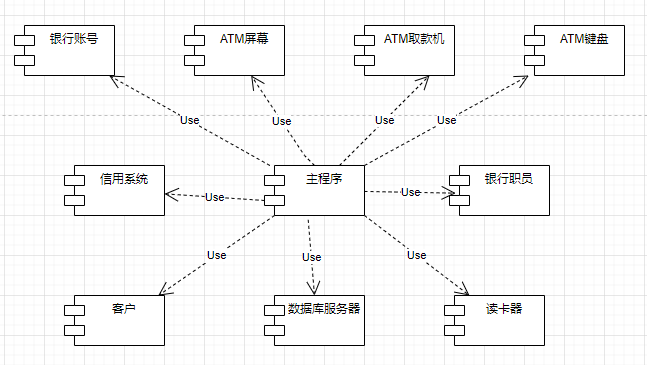 银行账号
ATM屏幕
ATM取款机
ATM键盘
Use
Use
Use
Use
信用系统
主程序
银行职员
Use
Use
Use
Use
Use
客户
数据库服务器
读卡器